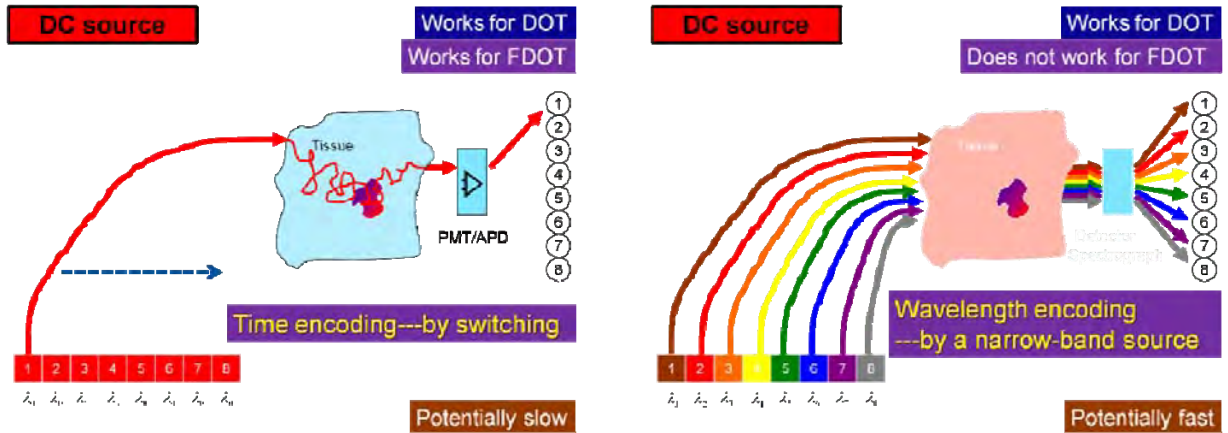 DC source
Works for DOT
Works for FDOT
Tissue
PMT/APD
1
2
3
4
5
6
7
8
Time encoding---by switching
1 2 3 4 5 6 7 8
Potentially slow
DC source
Works for DOT
Does not work for FDOT
Tissue
1
2
3
4
5
6
7
8
Wavelength encoding
---by a narrow-band source
1 2 3 4 5 6 7 8
Potentially fast